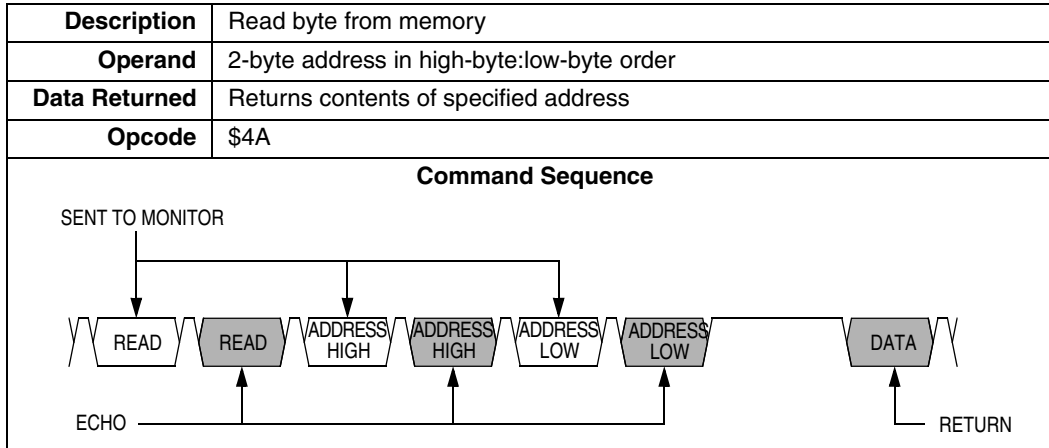 Description Read byte from memory
Operand 2-byte address in high-byte:low-byte order
Data Returned Returns contents of specified address
Opcode $4A
Command Sequence
SENT TO MONITOR
READ READ ADDRESS HIGH ADDRESS HIGH ADDRESS LOW ADDRESS LOW DATA
ECHO RETURN